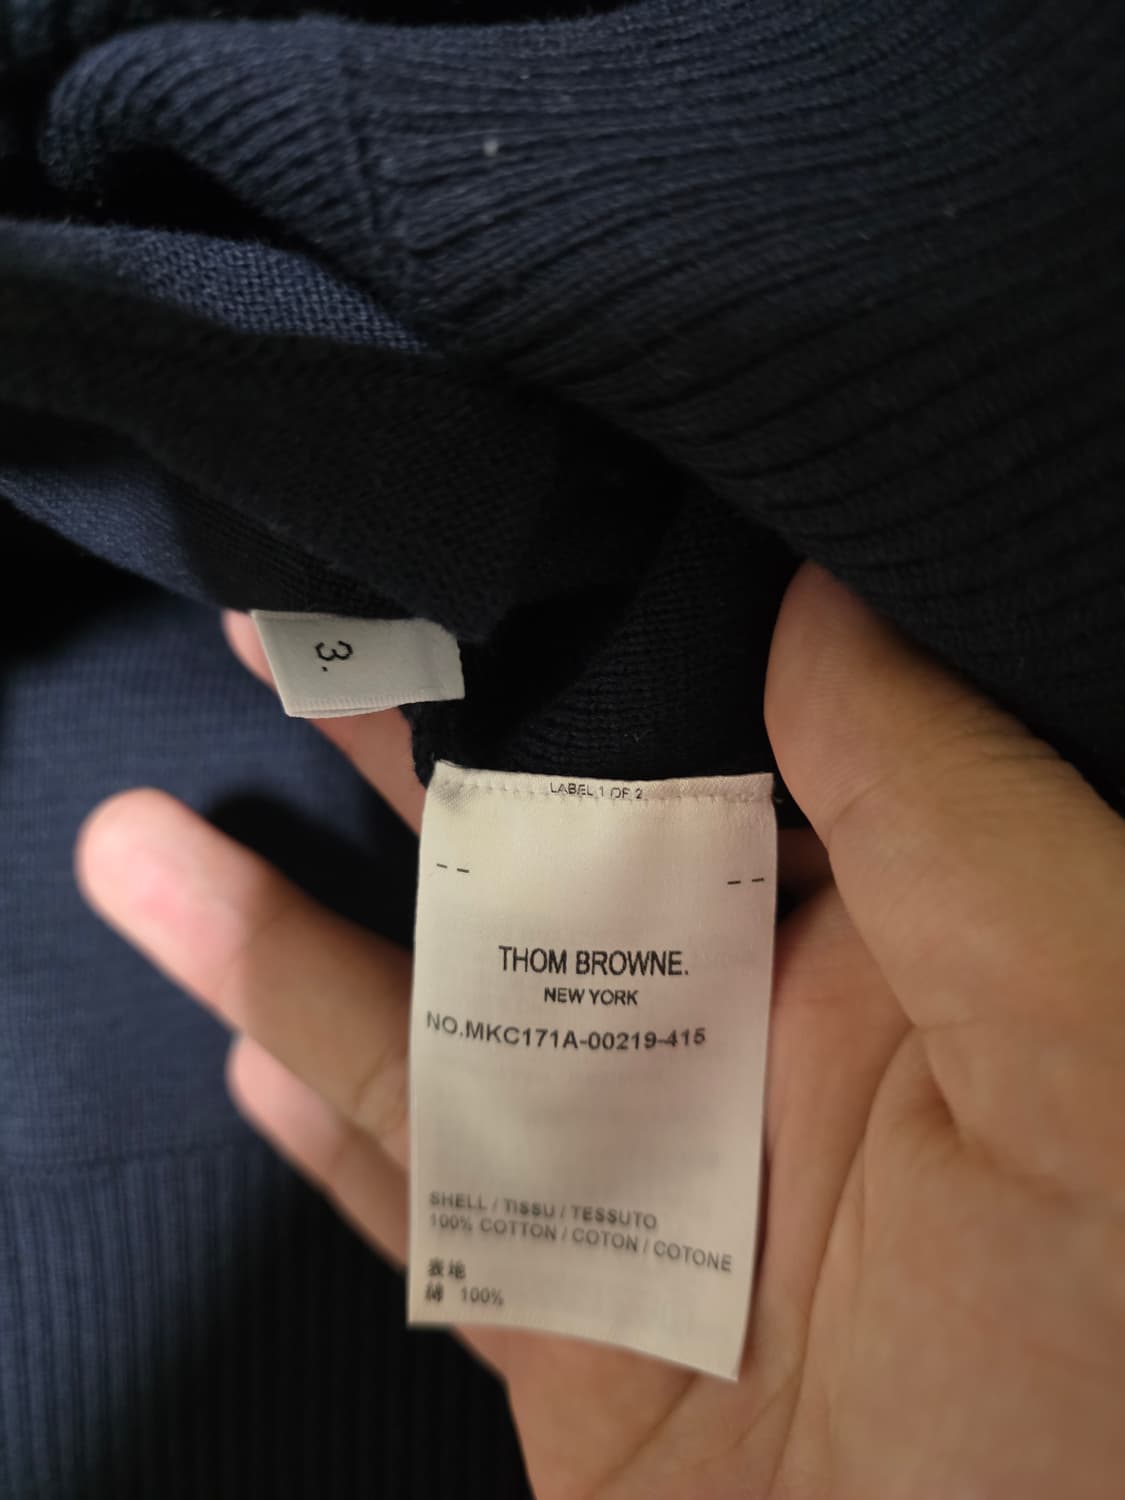 3.
LABEL 1 OF 2
-- --
THOM BROWNE.
NEW YORK
NO.MKC171A-00219-415
SHELL / TISSU / TESSUTO
100% COTTON / COTON / COTONE
表地
綿 100%